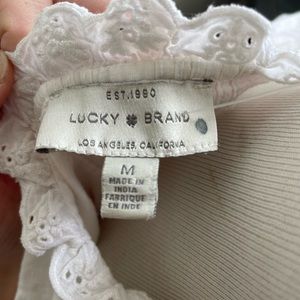 EST.1990
LUCKY BRAND
LOS ANGELES, CALIFORNIA
M
MADE IN
INDIA
FABRIQUE
EN INDE